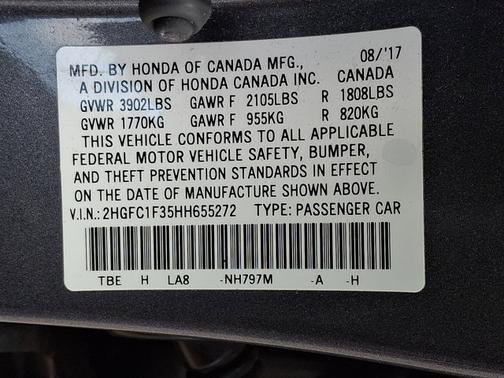 MFD. BY HONDA OF CANADA MFG., 08/'17
A DIVISION OF HONDA CANADA INC. CANADA
GVWR 3902LBS GAWR F 2105LBS R 1808LBS
GVWR 1770KG GAWR F 955KG R 820KG
THIS VEHICLE CONFORMS TO ALL APPLICABLE
FEDERAL MOTOR VEHICLE SAFETY, BUMPER,
AND THEFT PREVENTION STANDARDS IN EFFECT
ON THE DATE OF MANUFACTURE SHOWN ABOVE.
V.I.N.: 2HGFC1F35HH655272 TYPE: PASSENGER CAR
TBE H LA8 -NH797M -A -H